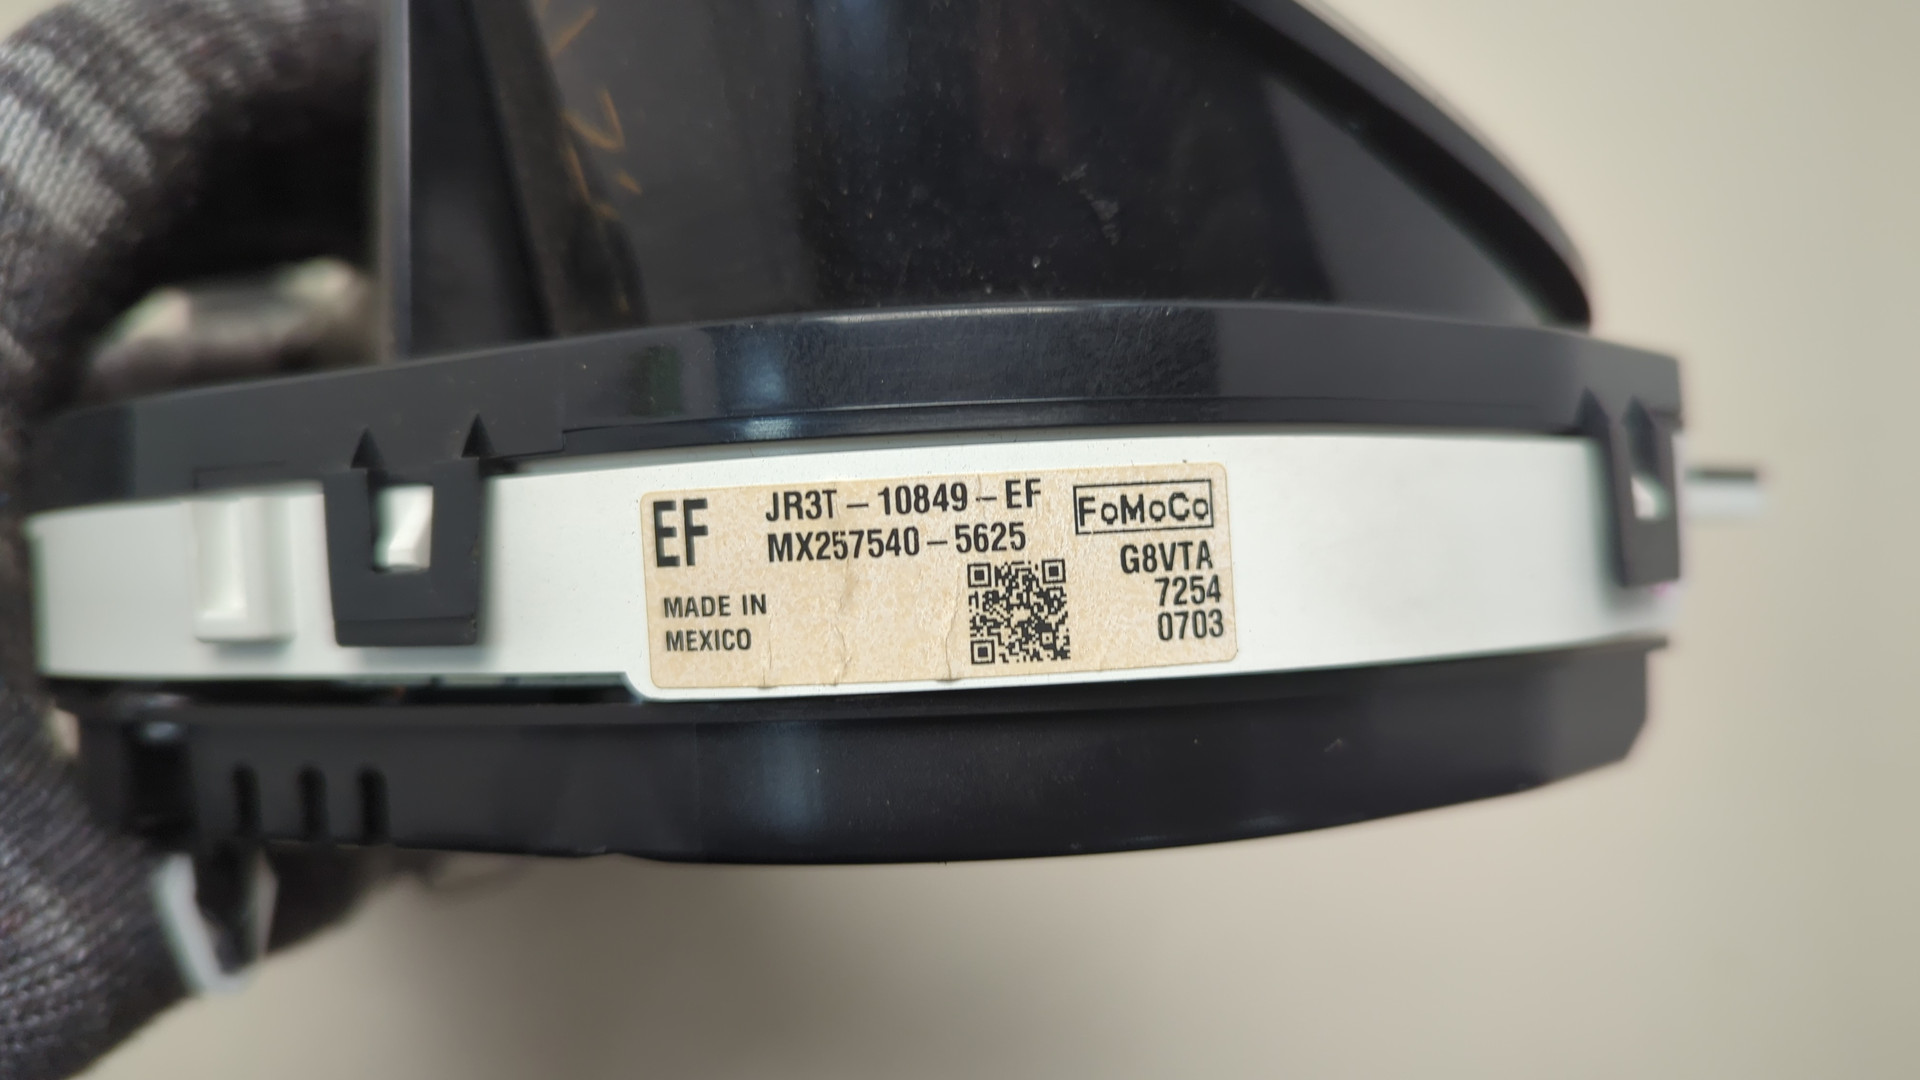 EF
JR3T-10849-EF
MX257540-5625
FoMoCo
G8VTA
7254
0703
MADE IN
MEXICO